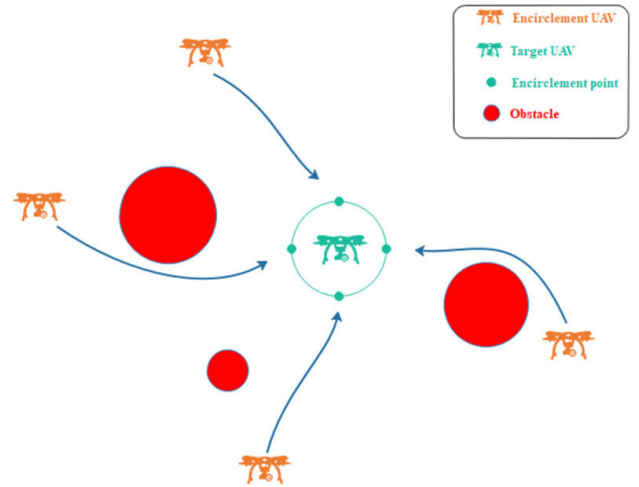 Encirclement UAV
Target UAV
Encirclement point
Obstacle